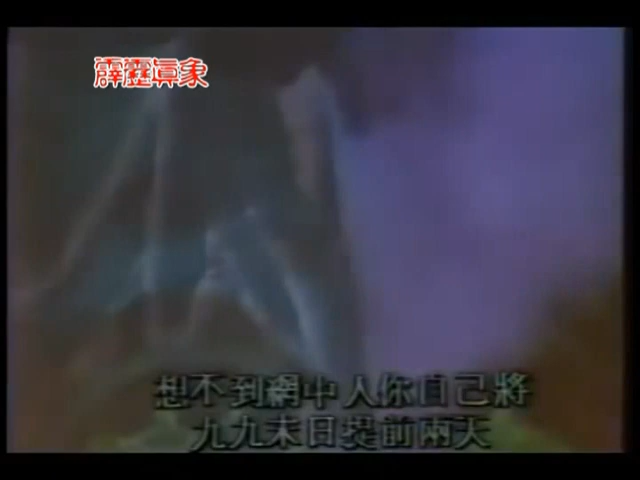 霹靂眞象
想不到網中人你自己將
九九末日提前兩天